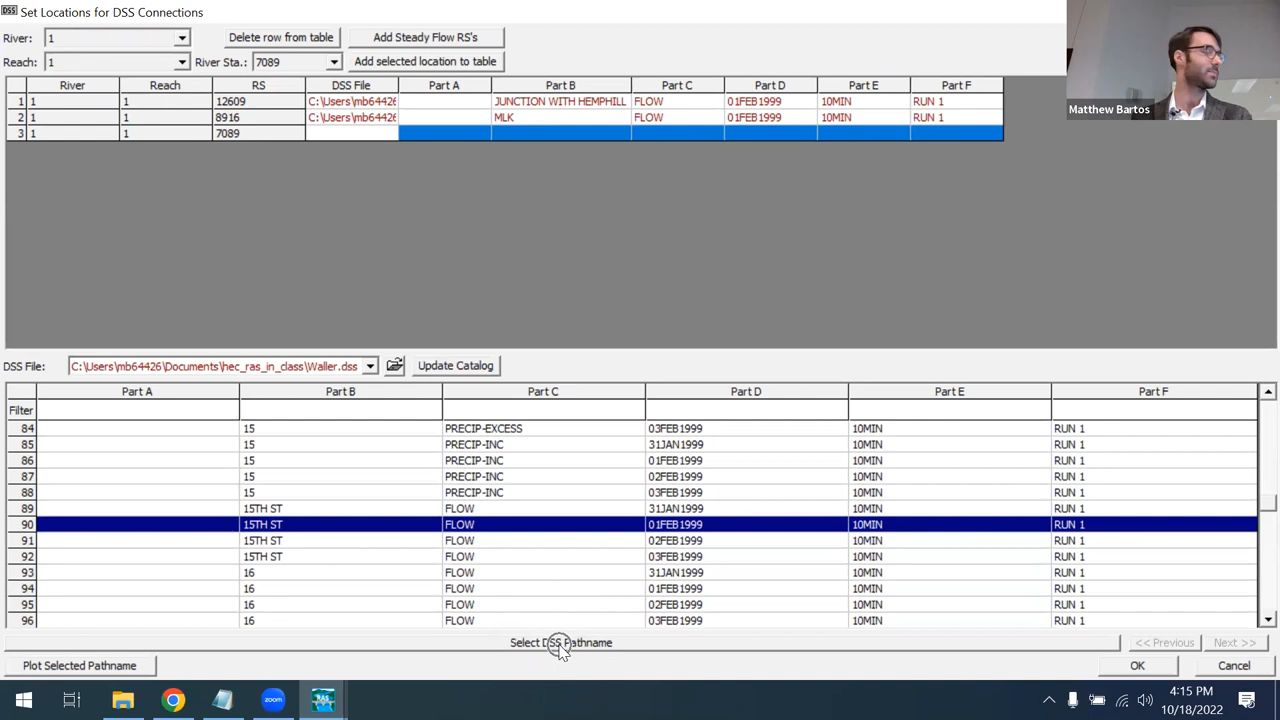 DSS Set Locations for DSS Connections
River: 1 Delete row from table Add Steady Flow RS's
Reach: 1 River Sta.: 7089 Add selected location to table
River Reach RS DSS File Part A Part B Part C Part D Part E Part F
1 1 1 12609 C:\Users\mb64426 JUNCTION WITH HEMPHILL FLOW 01FEB1999 10MIN RUN 1
2 1 1 8916 C:\Users\mb64426 MLK FLOW 01FEB1999 10MIN RUN 1
3 1 1 7089
Matthew Bartos
DSS File: C:\Users\mb64426\Documents\hec_ras_in_class\Waller.dss Update Catalog
Part A Part B Part C Part D Part E Part F
Filter
84 15 PRECIP-EXCESS 03FEB1999 10MIN RUN 1
85 15 PRECIP-INC 31JAN1999 10MIN RUN 1
86 15 PRECIP-INC 01FEB1999 10MIN RUN 1
87 15 PRECIP-INC 02FEB1999 10MIN RUN 1
88 15 PRECIP-INC 03FEB1999 10MIN RUN 1
89 15TH ST FLOW 31JAN1999 10MIN RUN 1
90 15TH ST FLOW 01FEB1999 10MIN RUN 1
91 15TH ST FLOW 02FEB1999 10MIN RUN 1
92 15TH ST FLOW 03FEB1999 10MIN RUN 1
93 16 FLOW 31JAN1999 10MIN RUN 1
94 16 FLOW 01FEB1999 10MIN RUN 1
95 16 FLOW 02FEB1999 10MIN RUN 1
96 16 FLOW 03FEB1999 10MIN RUN 1
Select DSS Pathname << Previous Next >>
Plot Selected Pathname OK Cancel
zoom RAS 4:15 PM
10/18/2022